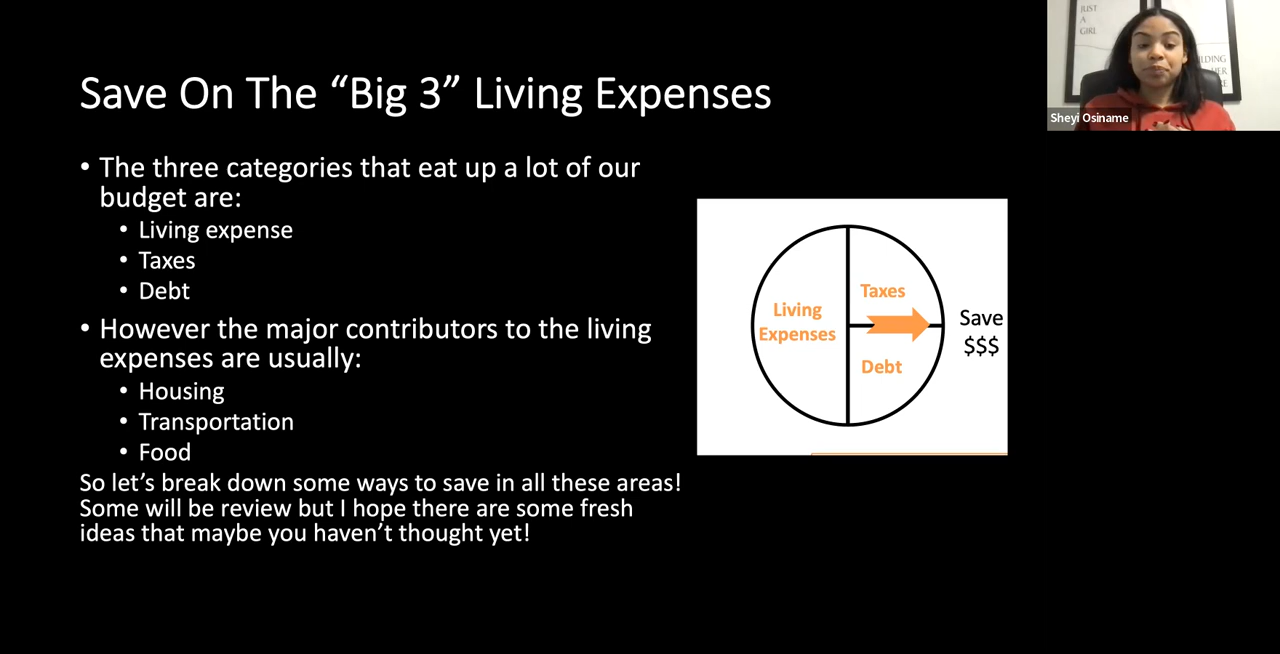 Save On The “Big 3” Living Expenses
• The three categories that eat up a lot of our
budget are:
• Living expense
• Taxes
• Debt
• However the major contributors to the living
expenses are usually:
• Housing
• Transportation
• Food
So let’s break down some ways to save in all these areas!
Some will be review but I hope there are some fresh
ideas that maybe you haven’t thought yet!
Living
Expenses
Taxes
Debt
Save
$$$
JUST
A
GIRL
Sheyi Osiname